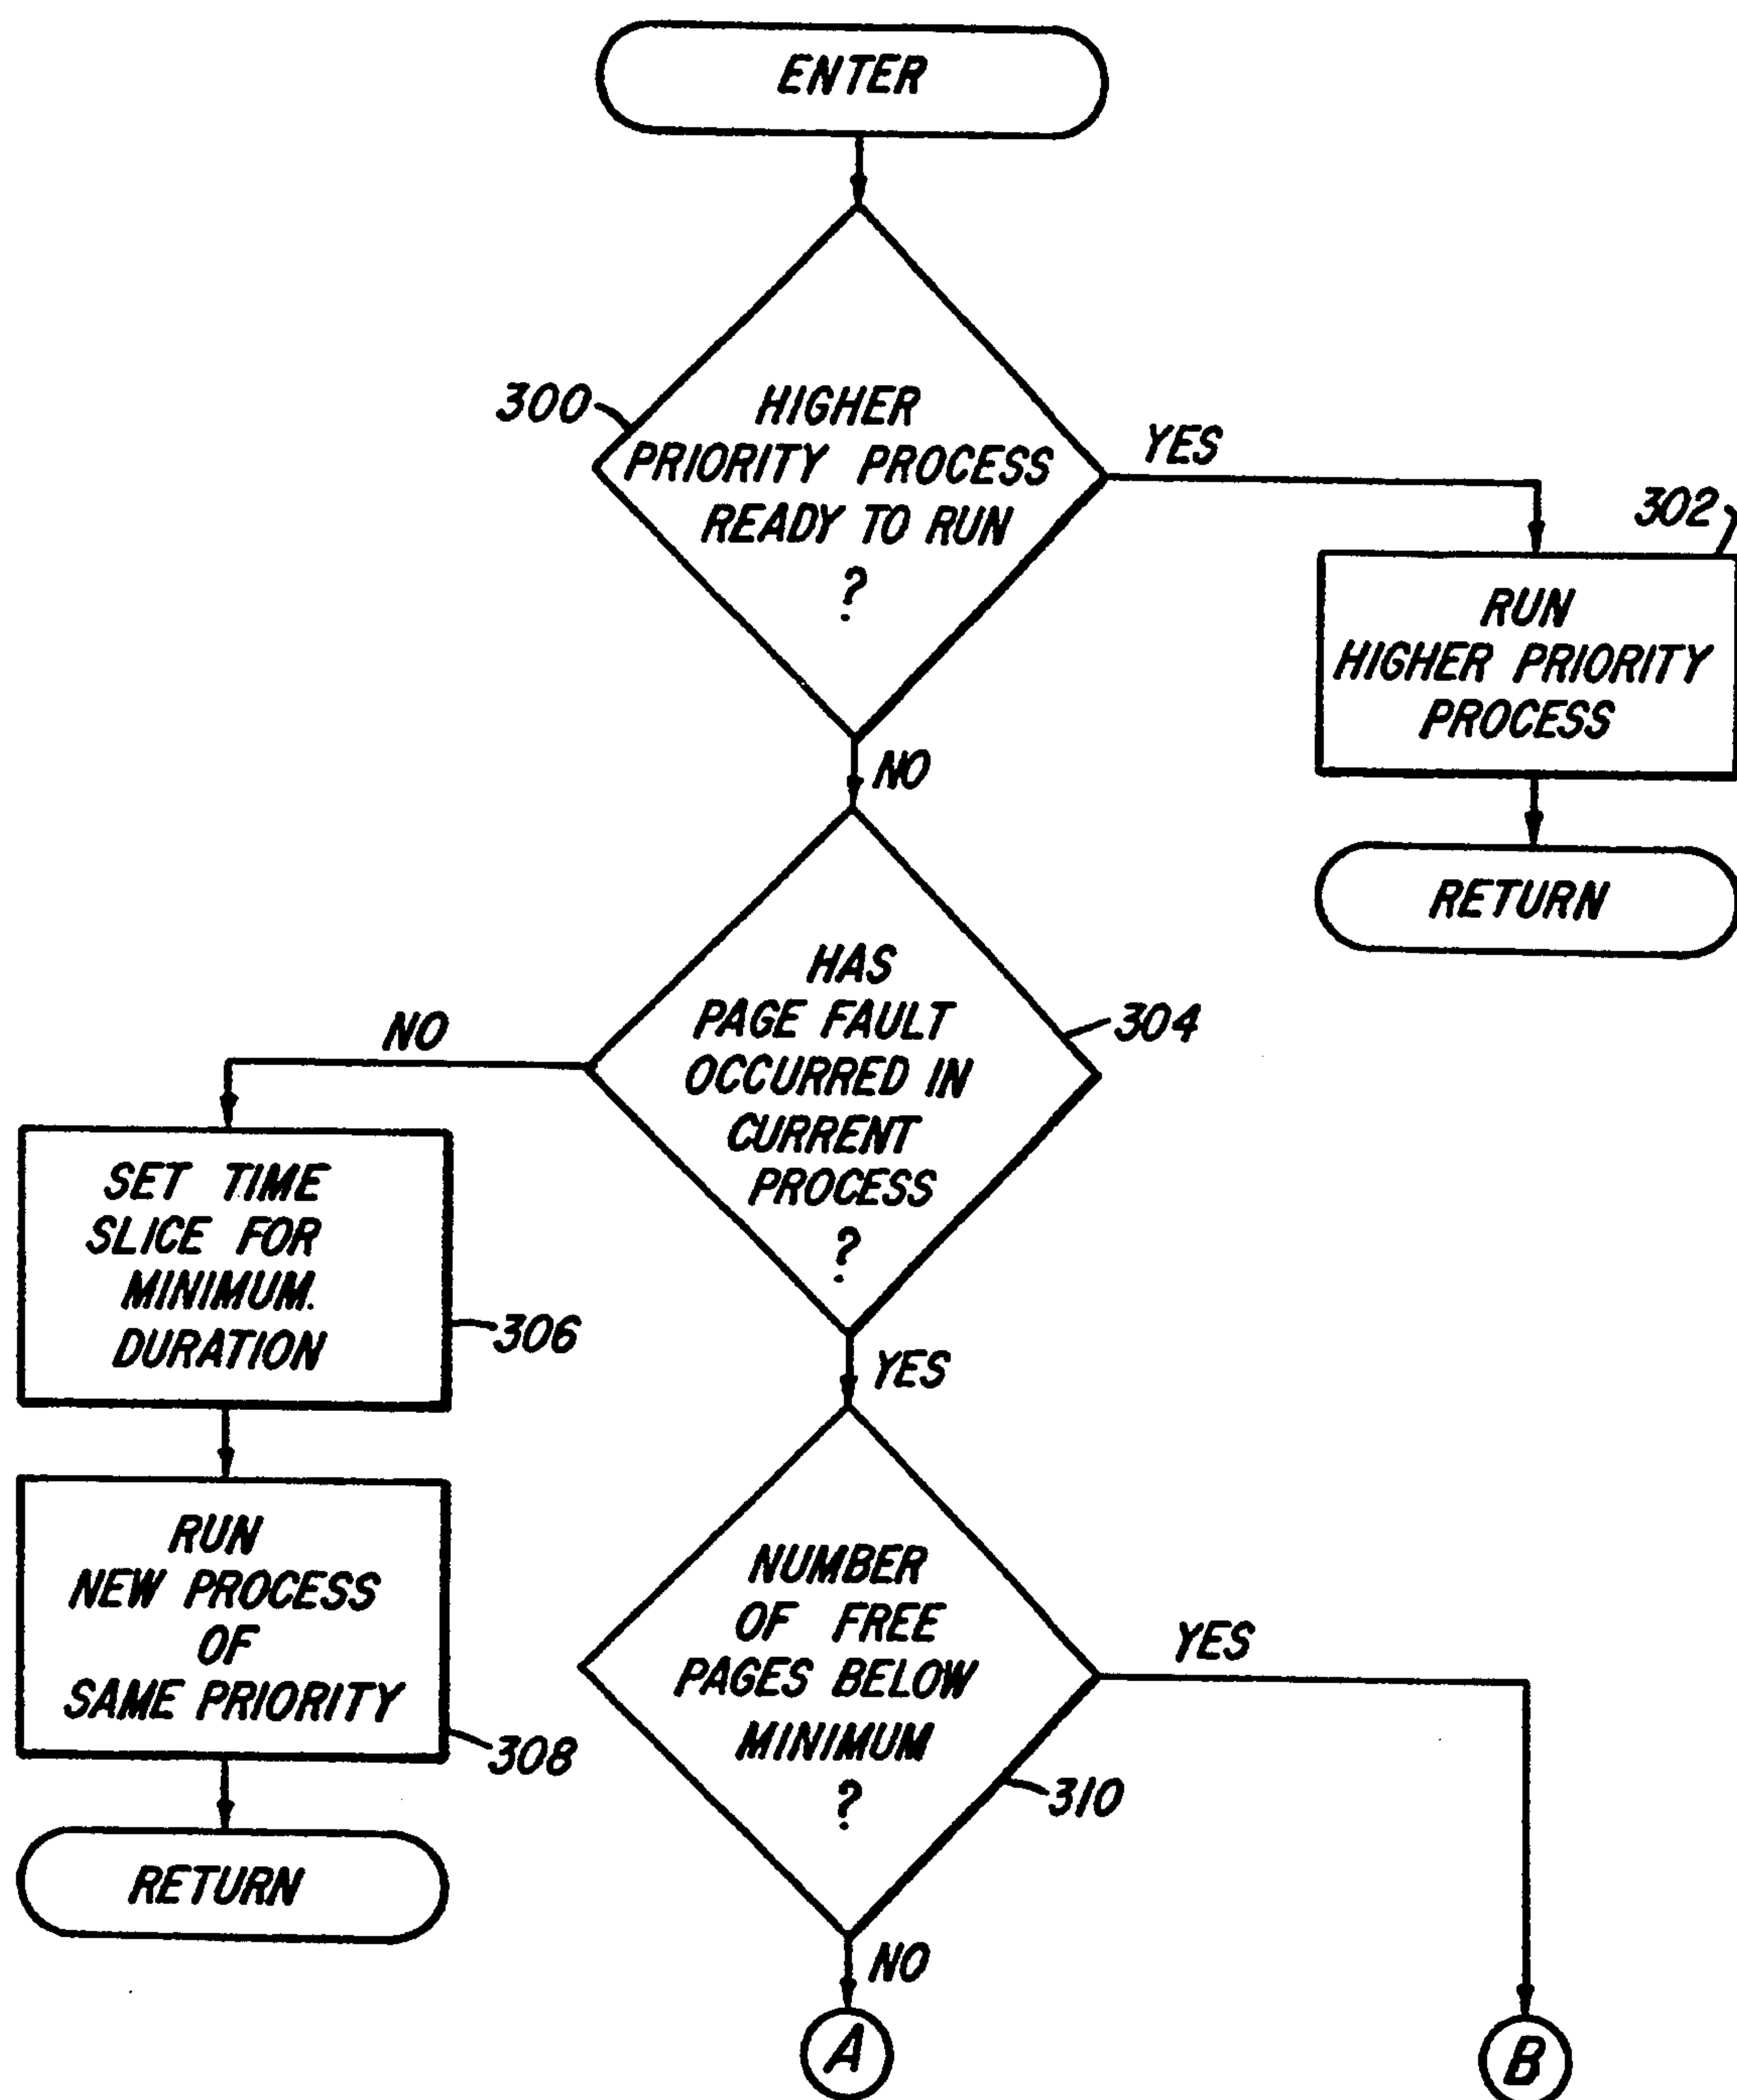 ENTER
300
HIGHER
PRIORITY PROCESS
READY TO RUN
?
YES
302
RUN
HIGHER PRIORITY
PROCESS
RETURN
NO
HAS
PAGE FAULT
OCCURRED IN
CURRENT
PROCESS
?
304
NO
SET TIME
SLICE FOR
MINIMUM.
DURATION
306
RUN
NEW PROCESS
OF
SAME PRIORITY
308
RETURN
YES
NUMBER
OF FREE
PAGES BELOW
MINIMUM
?
310
YES
NO
A
B